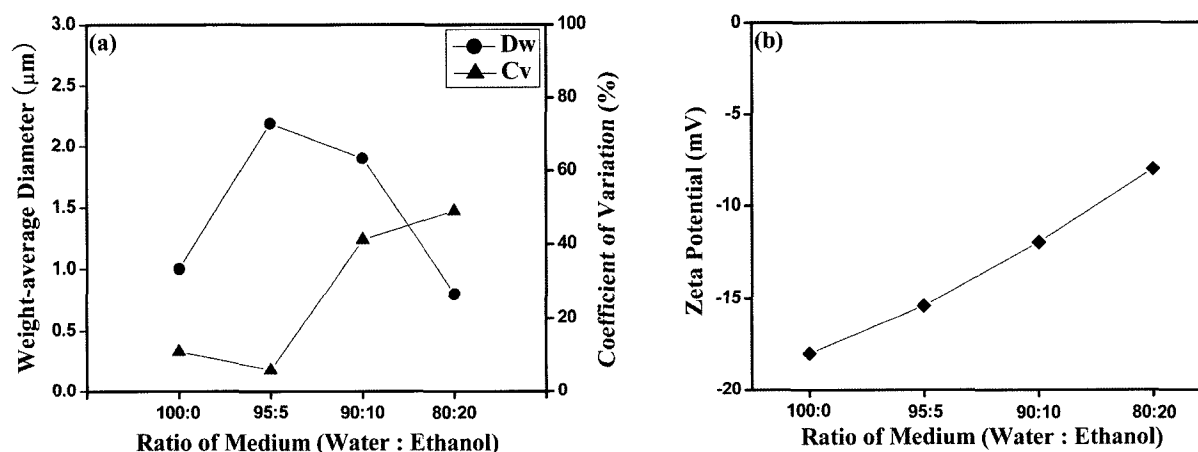 (a)
Dw
Cv
Weight-average Diameter (μm)
3.0
2.5
2.0
1.5
1.0
0.5
0.0
100
80
60
40
20
0
Coefficient of Variation (%)
100:0 95:5 90:10 80:20
Ratio of Medium (Water : Ethanol)
(b)
Zeta Potential (mV)
0
-5
-10
-15
-20
100:0 95:5 90:10 80:20
Ratio of Medium (Water : Ethanol)